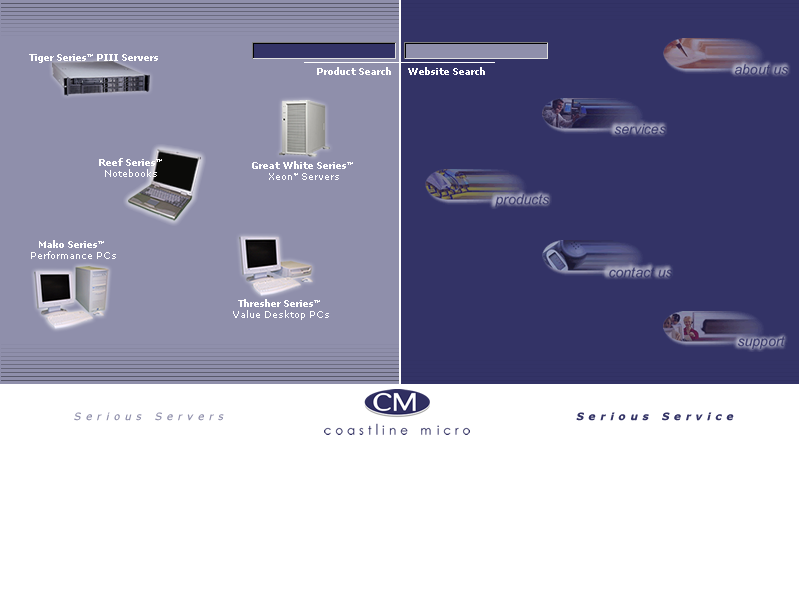 Tiger Series™ PIII Servers
Product Search
Website Search
about us
services
Reef Series™
Notebooks
Great White Series™
Xeon™ Servers
products
Mako Series™
Performance PCs
contact us
Thresher Series™
Value Desktop PCs
support
Serious Servers
CM
coastline micro
Serious Service